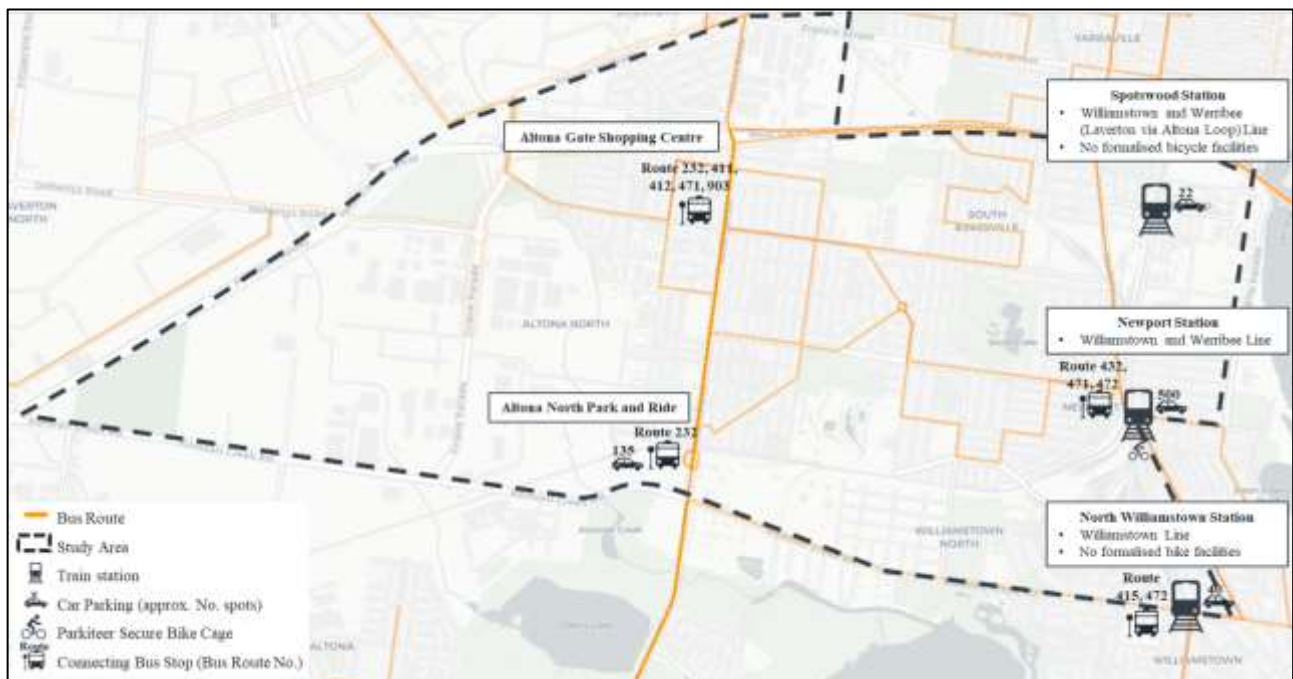 YARRAVILLE
Francis Street
Spotswood Station
• Williamstown and Werribee
(Laverton via Altona Loop) Line
• No formalised bicycle facilities
Altona Gate Shopping Centre
Route 232, 411,
412, 471, 903
22
SOUTH
KINGSVILLE
NORTH
ALTONA NORTH
Newport Station
• Williamstown and Werribee Line
Route 432,
471, 472
500
Altona North Park and Ride
Route 232
135
North Williamstown Station
• Williamstown Line
• No formalised bike facilities
WILLIAMSTOWN
NORTH
Route
415, 472
WILLIAMSTOWN
ALTONA
Bus Route
Study Area
Train station
Car Parking (approx. No. spots)
Parkiteer Secure Bike Cage
Route
Connecting Bus Stop (Bus Route No.)